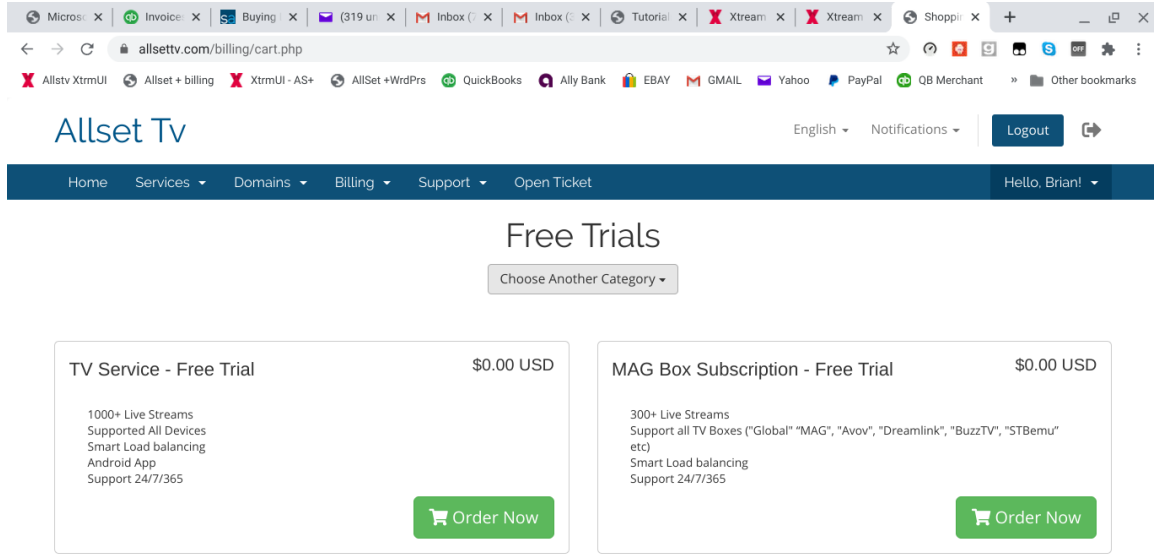 Microsc Invoice: Buying (319 un Inbox (7 Inbox (3 Tutorial Xtream Xtream Shoppin
allsettv.com/billing/cart.php
Allstv XtrmUI Allset + billing XtrmUI - AS+ AllSet +WrdPrs QuickBooks Ally Bank EBAY GMAIL Yahoo PayPal QB Merchant » Other bookmarks
Allset Tv
English Notifications Logout
Home Services Domains Billing Support Open Ticket Hello, Brian!
Free Trials
Choose Another Category
TV Service - Free Trial $0.00 USD
1000+ Live Streams
Supported All Devices
Smart Load balancing
Android App
Support 24/7/365
Order Now
MAG Box Subscription - Free Trial $0.00 USD
300+ Live Streams
Support all TV Boxes ("Global" “MAG", "Avov", "Dreamlink", "BuzzTV", "STBemu”
etc)
Smart Load balancing
Support 24/7/365
Order Now